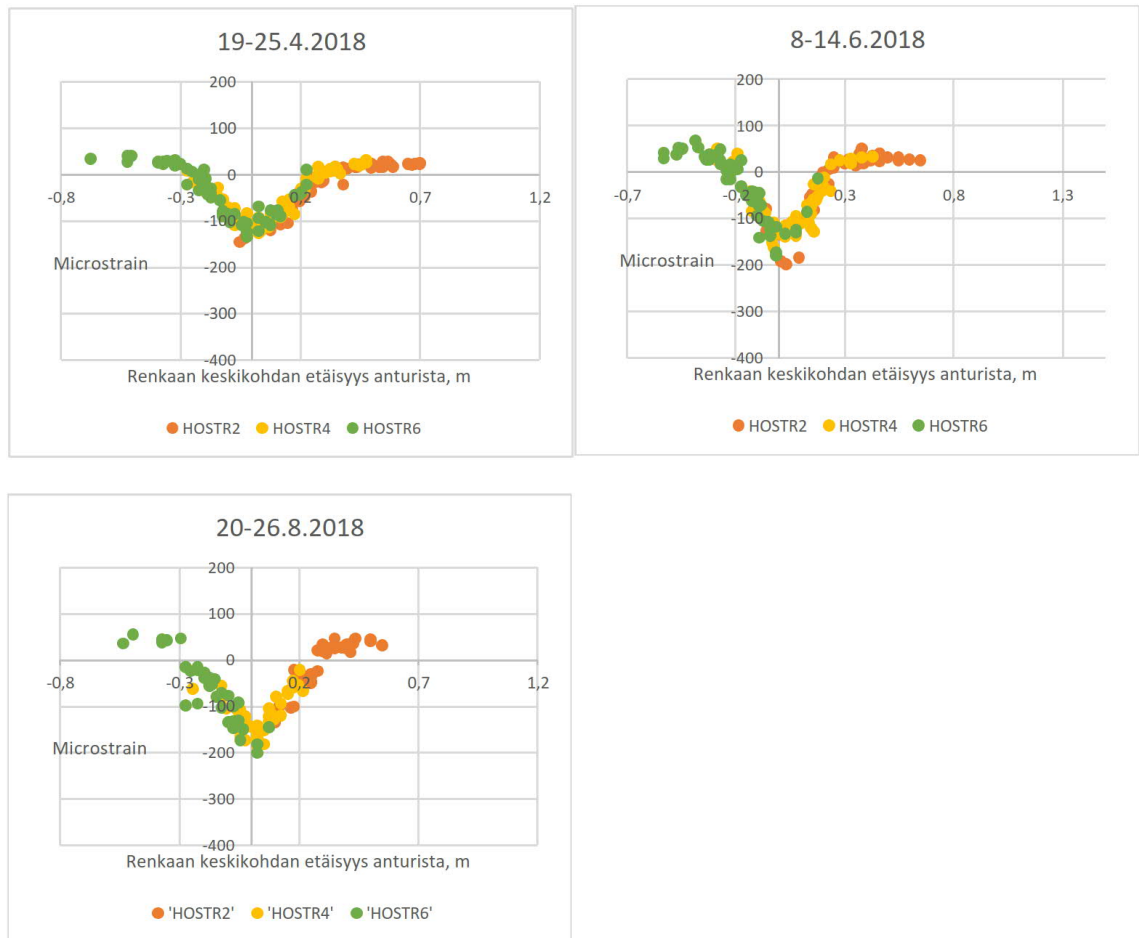 19-25.4.2018
200
100
0
-0,8 -0,3 0,2 0,7 1,2
-100
Microstrain -200
-300
-400
Renkaan keskikohdan etäisyys anturista, m
HOSTR2 HOSTR4 HOSTR6
8-14.6.2018
200
100
0
-0,7 -0,2 0,3 0,8 1,3
-100
Microstrain -200
-300
-400
Renkaan keskikohdan etäisyys anturista, m
HOSTR2 HOSTR4 HOSTR6
20-26.8.2018
200
100
0
-0,8 -0,3 0,2 0,7 1,2
-100
Microstrain -200
-300
-400
Renkaan keskikohdan etäisyys anturista, m
'HOSTR2' 'HOSTR4' 'HOSTR6'